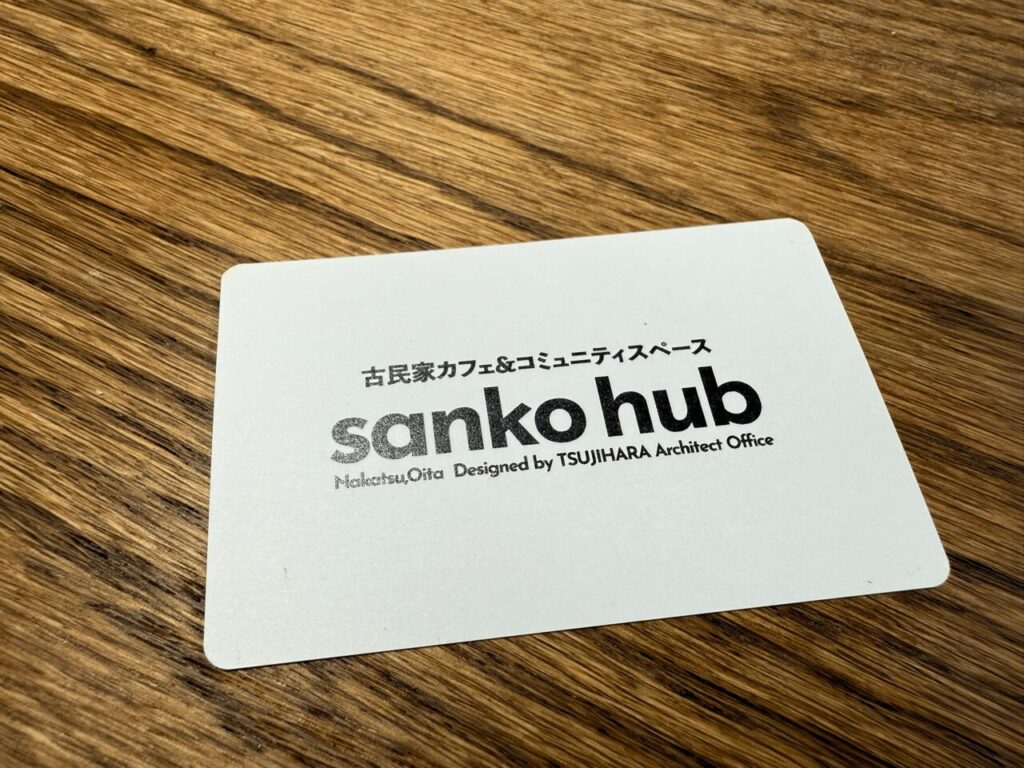 古民家カフェ&コミュニティスペース
sanko hub
Nakatsu,Oita Designed by TSUJIHARA Architect Office